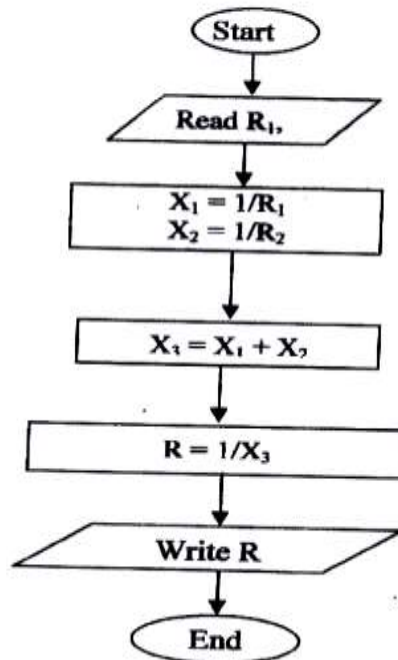 Start
Read R₁,
X₁ = 1/R₁
X₂ = 1/R₂
X₃ = X₁ + X₂
R = 1/X₃
Write R
End